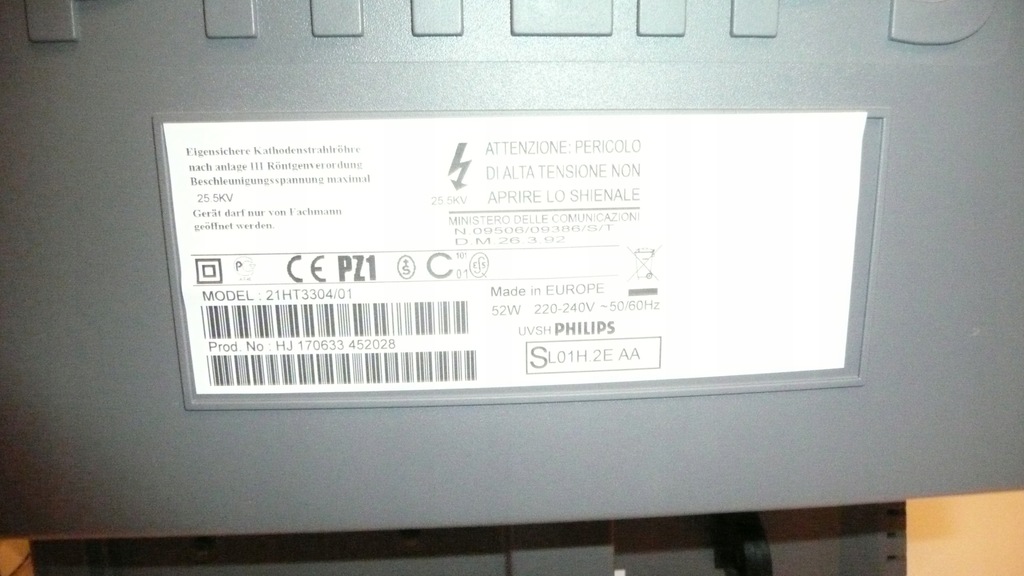 PHILIPS
Eigensichere Kathodenstrahlröhre
nach anlage III Röntgenverordung
Beschleunigungsspannung maximal
25.5KV
Gerät darf nur von Fachmann
geöffnet werden.
25.5KV
ATTENZIONE: PERICOLO
DI ALTA TENSIONE NON
APRIRE LO SHIENALE
MINISTERO DELLE COMUNICAZIONI
N.09506/09386/S/T
D.M.26 3.92
CE PZ1
MODEL : 21HT3304/01
Prod. No : HJ 170633 452028
Made in EUROPE
52W 220-240V ~50/60Hz
UVSH PHILIPS
SL01H.2E AA